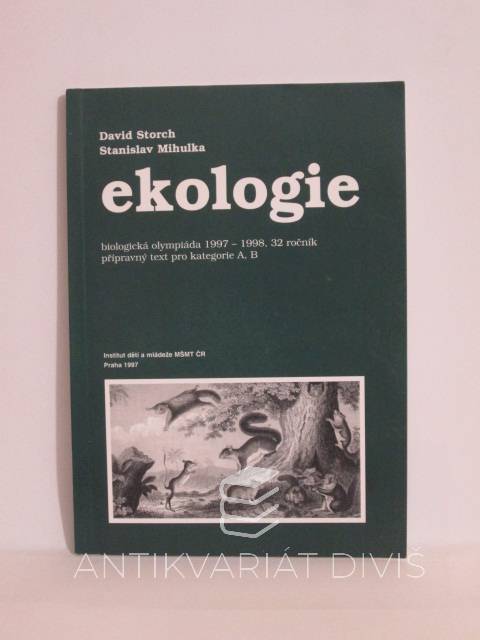 David Storch
Stanislav Mihulka
ekologie
biologická olympiáda 1997 – 1998, 32 ročník
přípravný text pro kategorie A, B
Institut dětí a mládeže MŠMT ČR
Praha 1997
ANTIKVARIÁT DIVIŠ